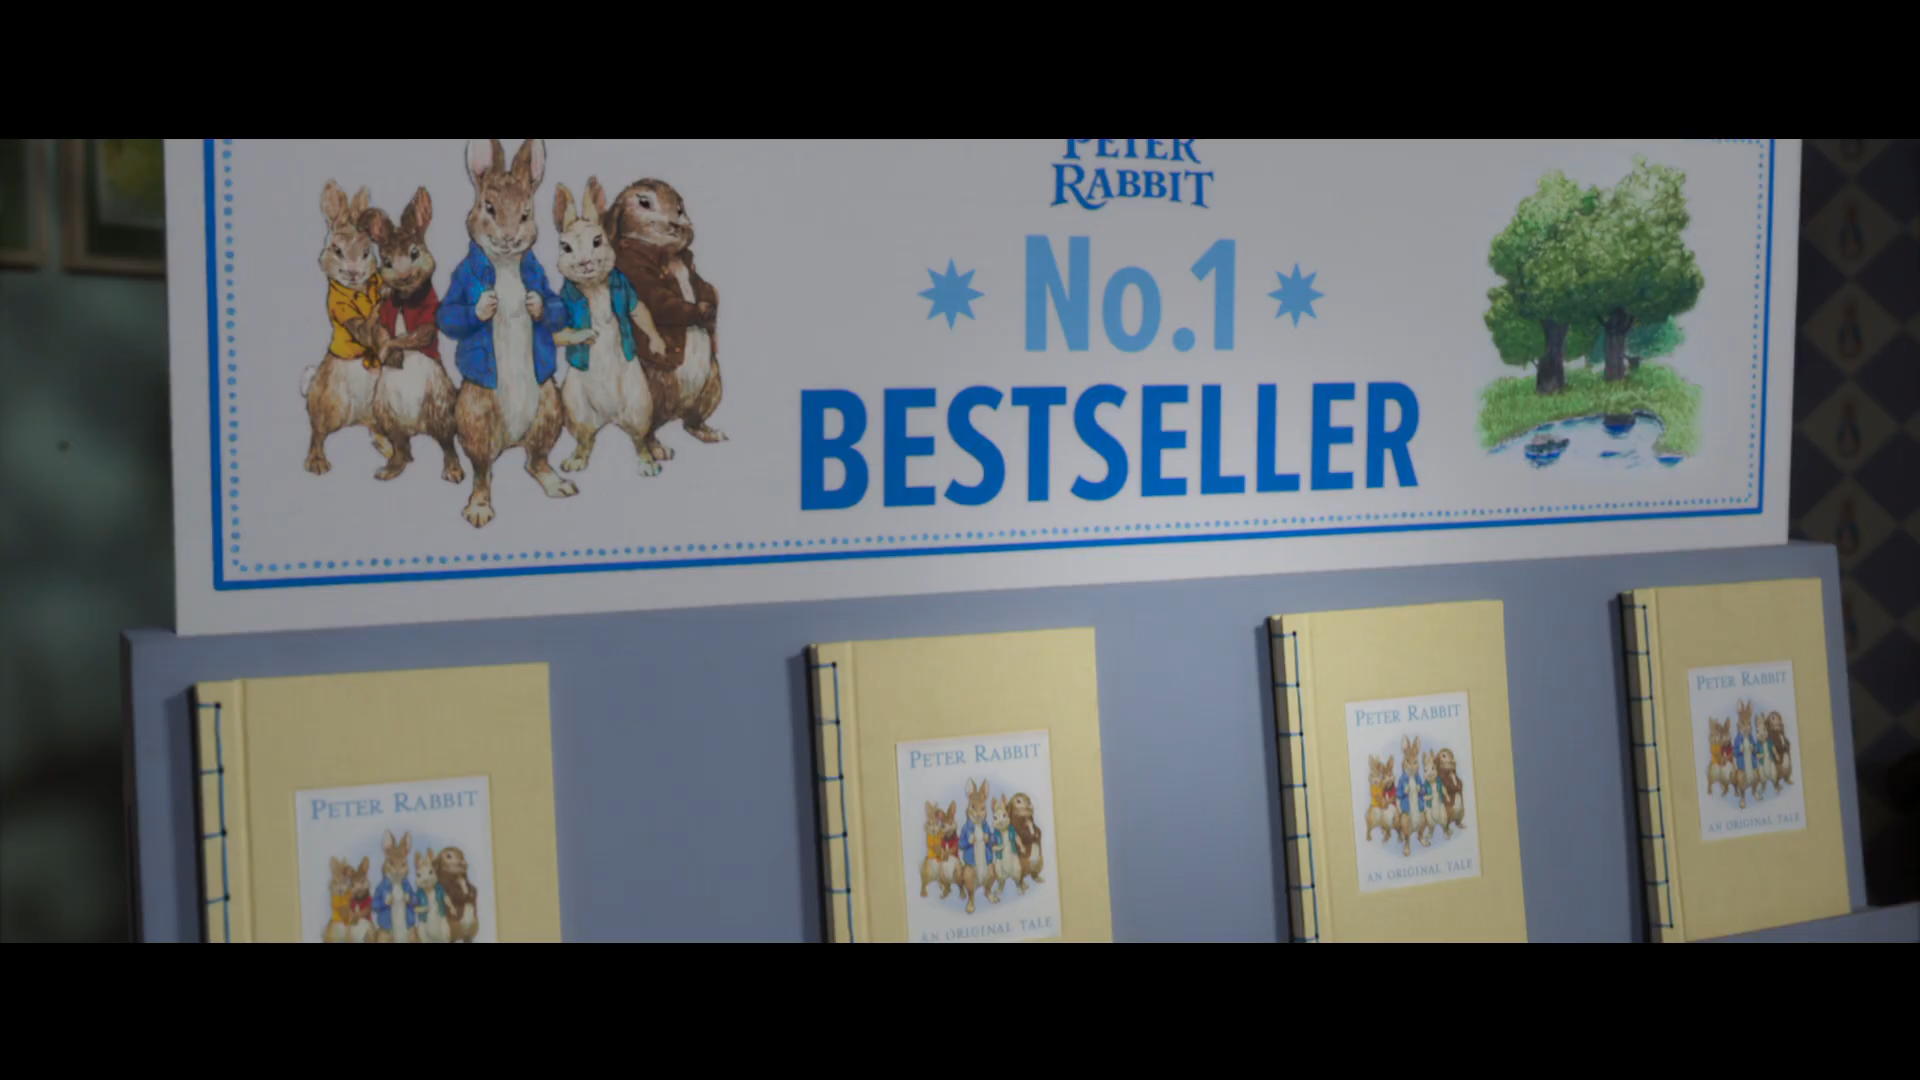 PETER
RABBIT
No.1
BESTSELLER
PETER RABBIT
PETER RABBIT
AN ORIGINAL TALE
PETER RABBIT
AN ORIGINAL TALE
PETER RABBIT
AN ORIGINAL TALE